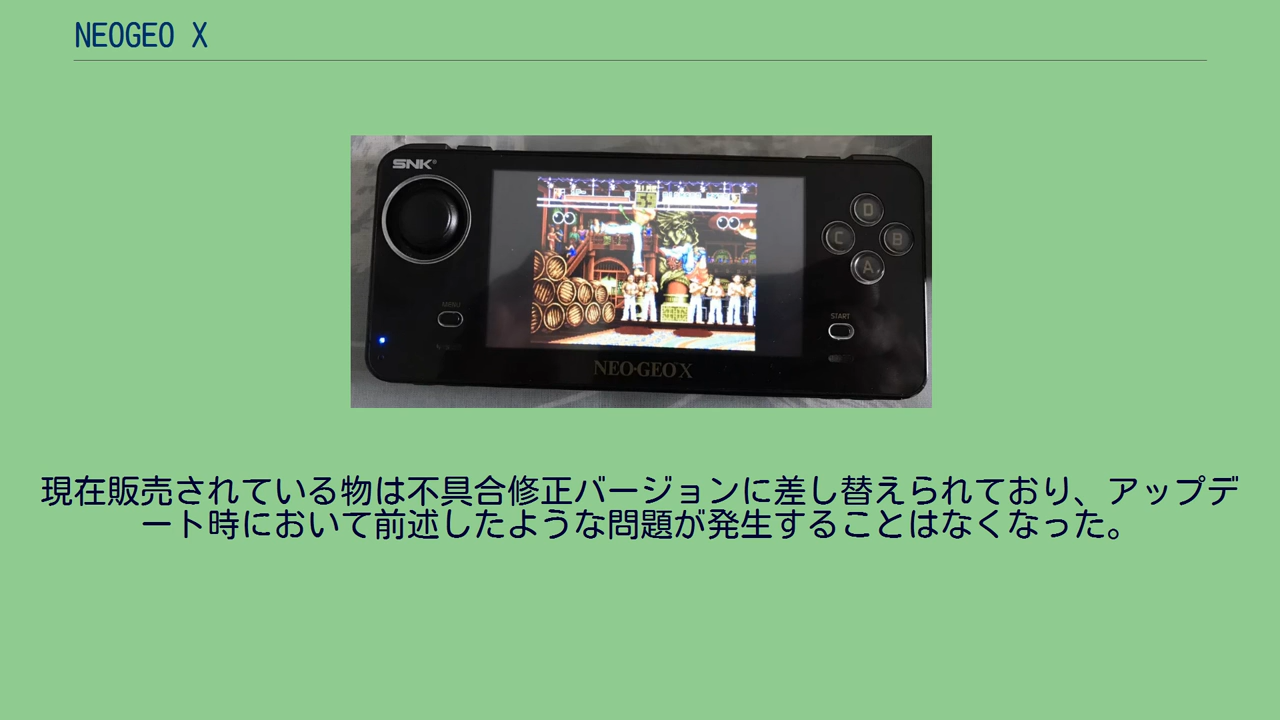 NEOGEO X
SNK
D
C
B
A
MENU
START
59
NEO·GEO X
現在販売されている物は不具合修正バージョンに差し替えられており、アップデ
ート時において前述したような問題が発生することはなくなった。